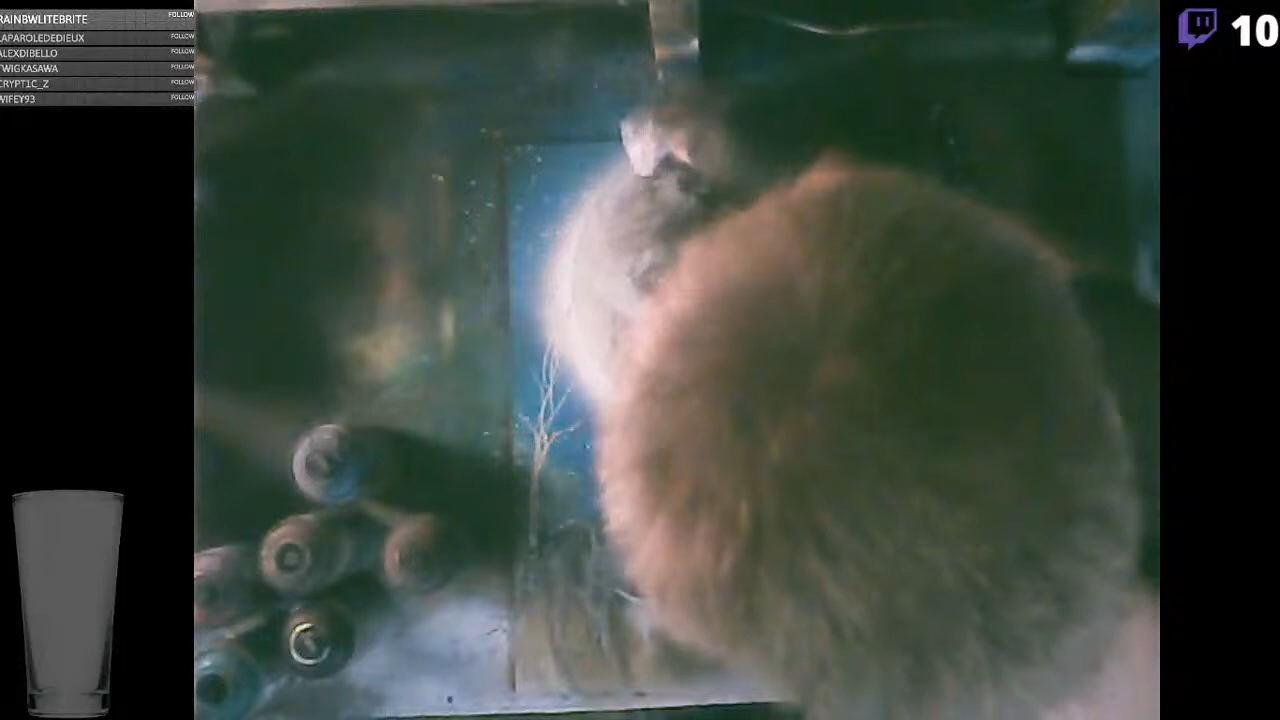 RAINBWLITEBRITE FOLLOW
LAPAROLEDEDIEUX FOLLOW
ALEXDIBELLO FOLLOW
TWIGKASAWA FOLLOW
CRYPT1C_Z FOLLOW
WIFEY93 FOLLOW
10